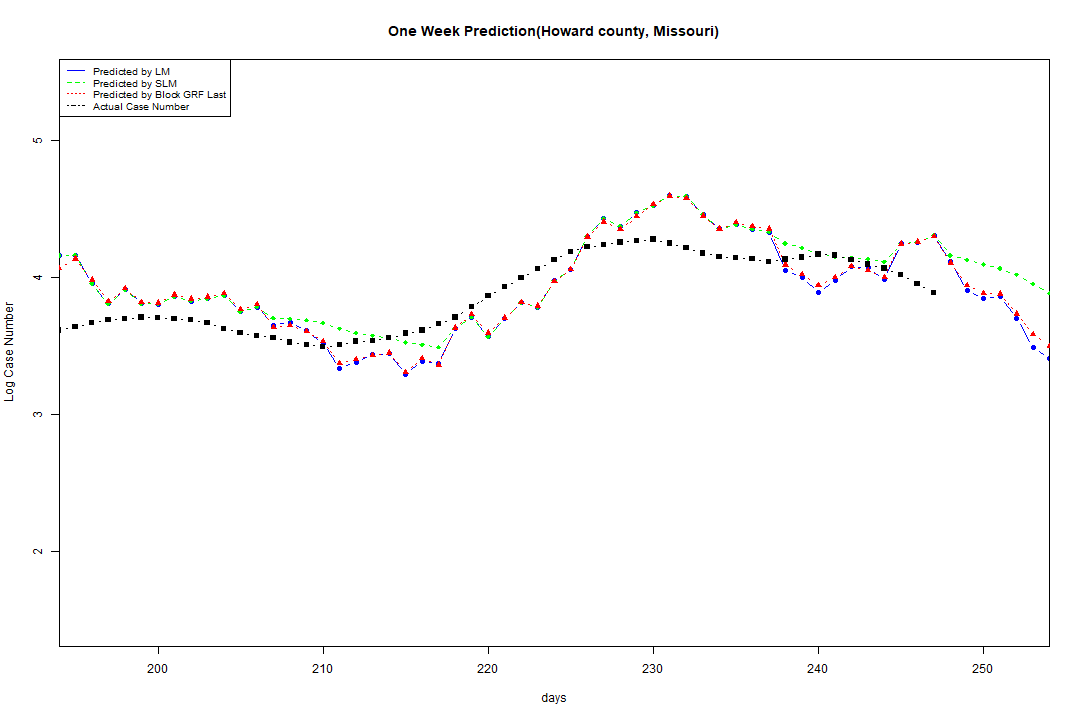 One Week Prediction(Howard county, Missouri)
Predicted by LM
Predicted by SLM
Predicted by Block GRF Last
Actual Case Number
5
4
3
2
Log Case Number
200 210 220 230 240 250
days